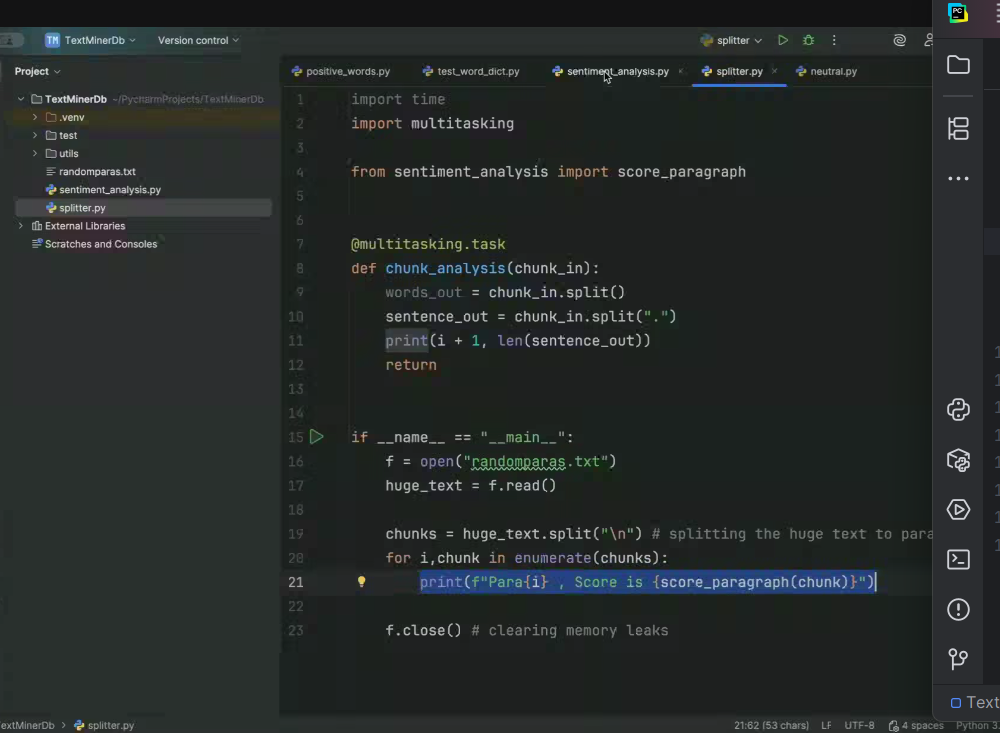 PC
TM TextMinerDb Version control splitter
Project positive_words.py test_word_dict.py sentiment_analysis.py splitter.py neutral.py
TextMinerDb ~/PycharmProjects/TextMinerDb
.venv
test
utils
randomparas.txt
sentiment_analysis.py
splitter.py
External Libraries
Scratches and Consoles
1 import time
2 import multitasking
3
4 from sentiment_analysis import score_paragraph
5
6
7 @multitasking.task
8 def chunk_analysis(chunk_in):
9 words_out = chunk_in.split()
10 sentence_out = chunk_in.split(".")
11 print(i + 1, len(sentence_out))
12 return
13
14
15 if __name__ == "__main__":
16 f = open("randomparas.txt")
17 huge_text = f.read()
18
19 chunks = huge_text.split("\n") # splitting the huge text to para
20 for i,chunk in enumerate(chunks):
21 print(f"Para{i} , Score is {score_paragraph(chunk)}")
22
23 f.close() # clearing memory leaks
Text
extMinerDb > splitter.py 21:62 (53 chars) LF UTF-8 4 spaces Python 3.